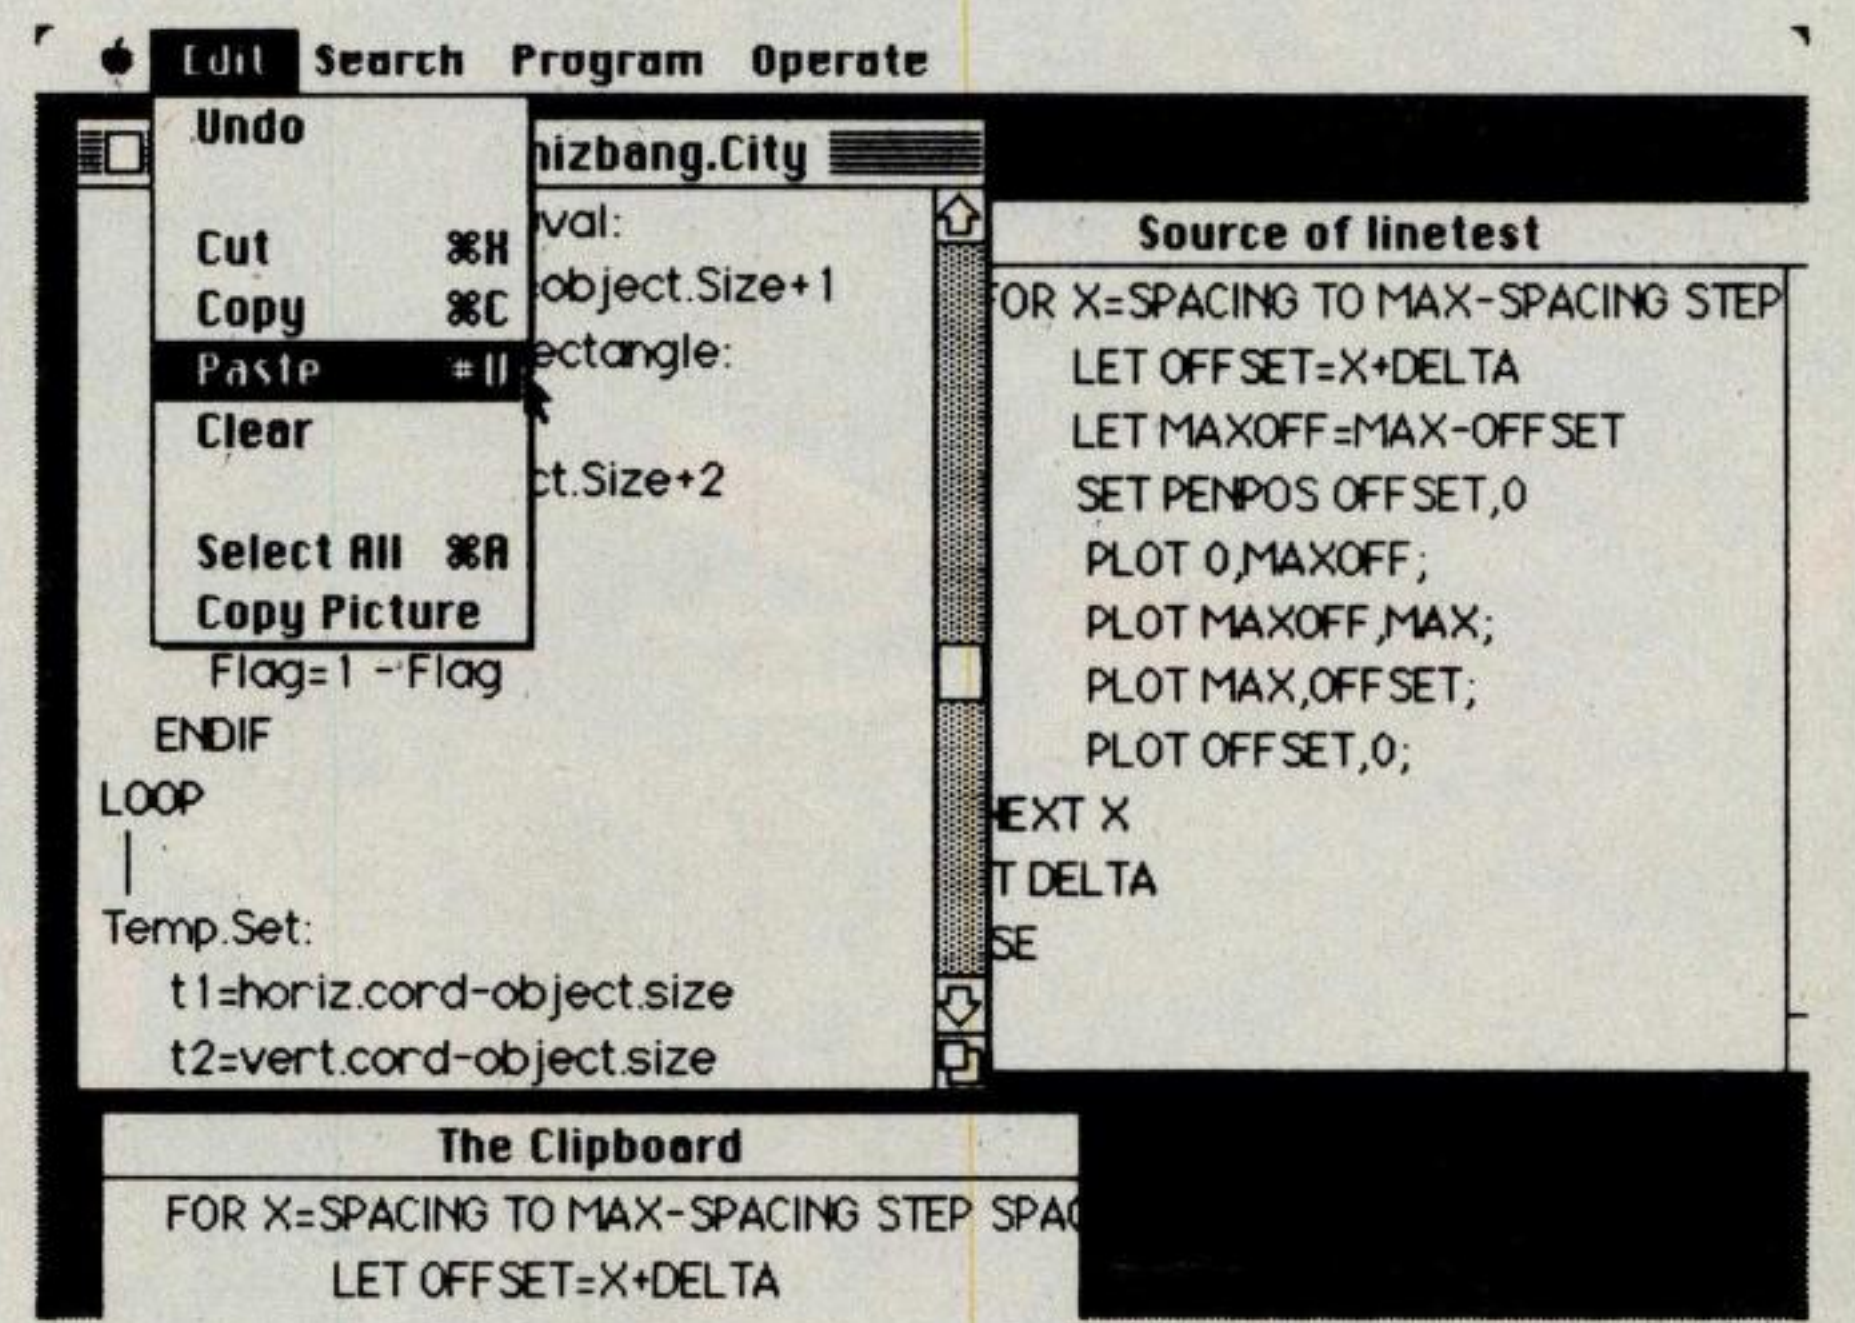 Edit Search Program Operate
Undo
Cut ⌘X
Copy ⌘C
Paste
Clear
Select All ⌘A
Copy Picture
hizbang.City
val:
object.Size+1
ectangle:
ct.Size+2
Flag=1 - Flag
ENDIF
LOOP
Temp.Set:
t1=horiz.cord-object.size
t2=vert.cord-object.size
Source of linetest
FOR X=SPACING TO MAX-SPACING STEP
LET OFFSET=X+DELTA
LET MAXOFF=MAX-OFFSET
SET PENPOS OFFSET,0
PLOT 0,MAXOFF;
PLOT MAXOFF,MAX;
PLOT MAX,OFFSET;
PLOT OFFSET,0;
NEXT X
T DELTA
SE
The Clipboard
FOR X=SPACING TO MAX-SPACING STEP SPAC
LET OFFSET=X+DELTA